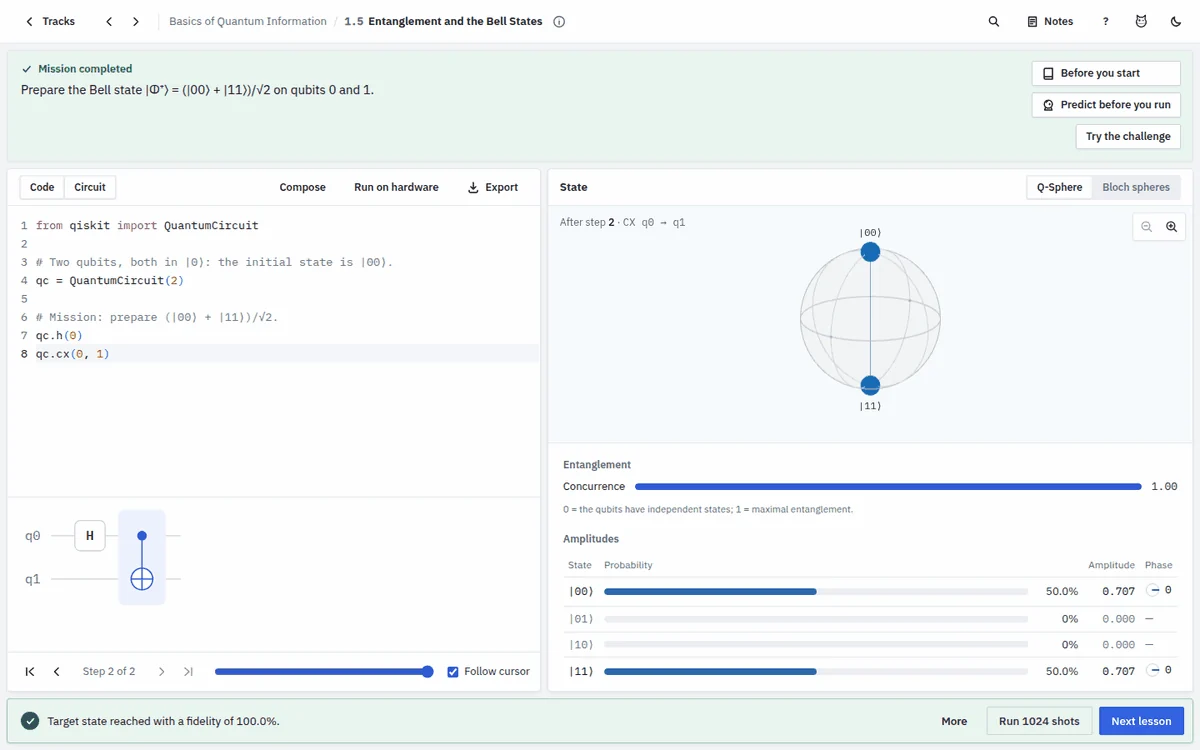 Tracks Basics of Quantum Information / 1.5 Entanglement and the Bell States Notes ?
Mission completed
Prepare the Bell state |Φ⁺⟩ = (|00⟩ + |11⟩)/√2 on qubits 0 and 1.
Before you start
Predict before you run
Try the challenge
Code Circuit Compose Run on hardware Export
1 from qiskit import QuantumCircuit
2
3 # Two qubits, both in |0⟩: the initial state is |00⟩.
4 qc = QuantumCircuit(2)
5
6 # Mission: prepare (|00⟩ + |11⟩)/√2.
7 qc.h(0)
8 qc.cx(0, 1)
q0 H
q1
Step 2 of 2 Follow cursor
State Q-Sphere Bloch spheres
After step 2 · CX q0 → q1
|00⟩
|11⟩
Entanglement
Concurrence 1.00
0 = the qubits have independent states; 1 = maximal entanglement.
Amplitudes
State Probability Amplitude Phase
|00⟩ 50.0% 0.707 0
|01⟩ 0% 0.000 —
|10⟩ 0% 0.000 —
|11⟩ 50.0% 0.707 0
Target state reached with a fidelity of 100.0%. More Run 1024 shots Next lesson